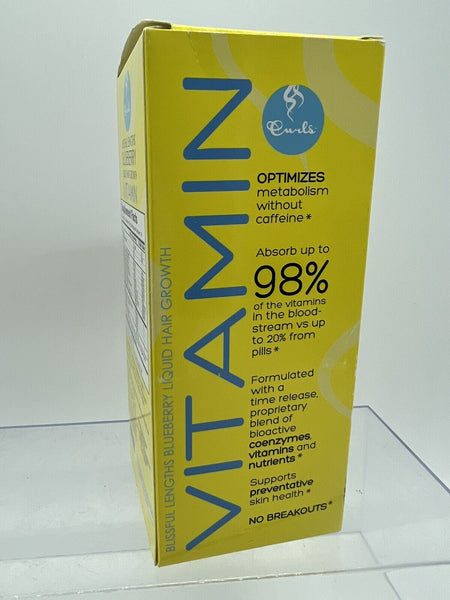 Curls
VITAMIN
BLISSFUL LENGTHS BLUEBERRY LIQUID HAIR GROWTH
OPTIMIZES
metabolism
without
caffeine*
Absorb up to
98%
of the vitamins
in the blood-
stream vs up
to 20% from
pills*
Formulated
with a
time release,
proprietary
blend of
bioactive
coenzymes,
vitamins and
nutrients*
Supports
preventative
skin health*
NO BREAKOUTS*
VITAMIN